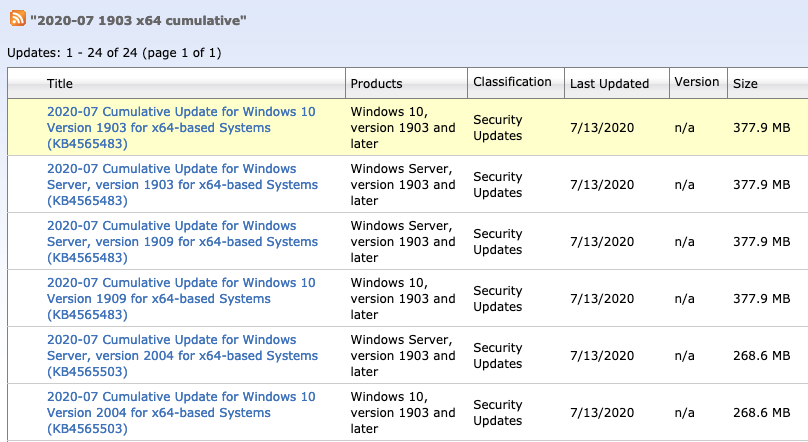 "2020-07 1903 x64 cumulative"
Updates: 1 - 24 of 24 (page 1 of 1)
Title Products Classification Last Updated Version Size
2020-07 Cumulative Update for Windows 10
Version 1903 for x64-based Systems
(KB4565483)
Windows 10,
version 1903 and
later
Security
Updates
7/13/2020
n/a
377.9 MB
2020-07 Cumulative Update for Windows
Server, version 1903 for x64-based Systems
(KB4565483)
Windows Server,
version 1903 and
later
Security
Updates
7/13/2020
n/a
377.9 MB
2020-07 Cumulative Update for Windows
Server, version 1909 for x64-based Systems
(KB4565483)
Windows Server,
version 1903 and
later
Security
Updates
7/13/2020
n/a
377.9 MB
2020-07 Cumulative Update for Windows 10
Version 1909 for x64-based Systems
(KB4565483)
Windows 10,
version 1903 and
later
Security
Updates
7/13/2020
n/a
377.9 MB
2020-07 Cumulative Update for Windows
Server, version 2004 for x64-based Systems
(KB4565503)
Windows Server,
version 1903 and
later
Security
Updates
7/13/2020
n/a
268.6 MB
2020-07 Cumulative Update for Windows 10
Version 2004 for x64-based Systems
(KB4565503)
Windows 10,
version 1903 and
later
Security
Updates
7/13/2020
n/a
268.6 MB